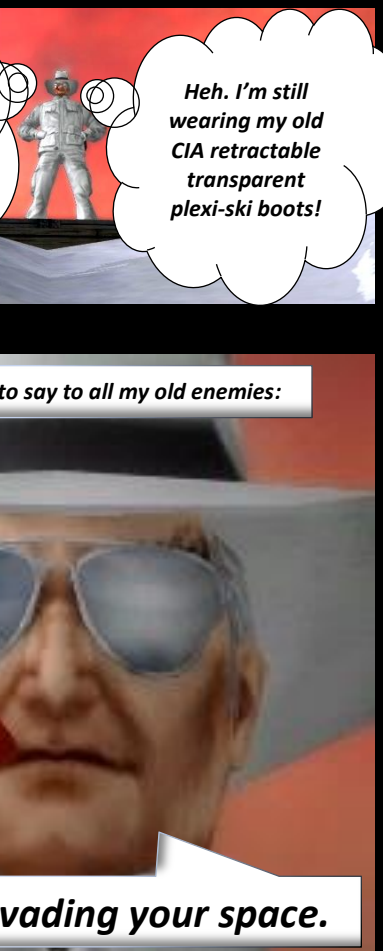 Heh. I'm still
wearing my old
CIA retractable
transparent
plexi-ski boots!
to say to all my old enemies:
vading your space.